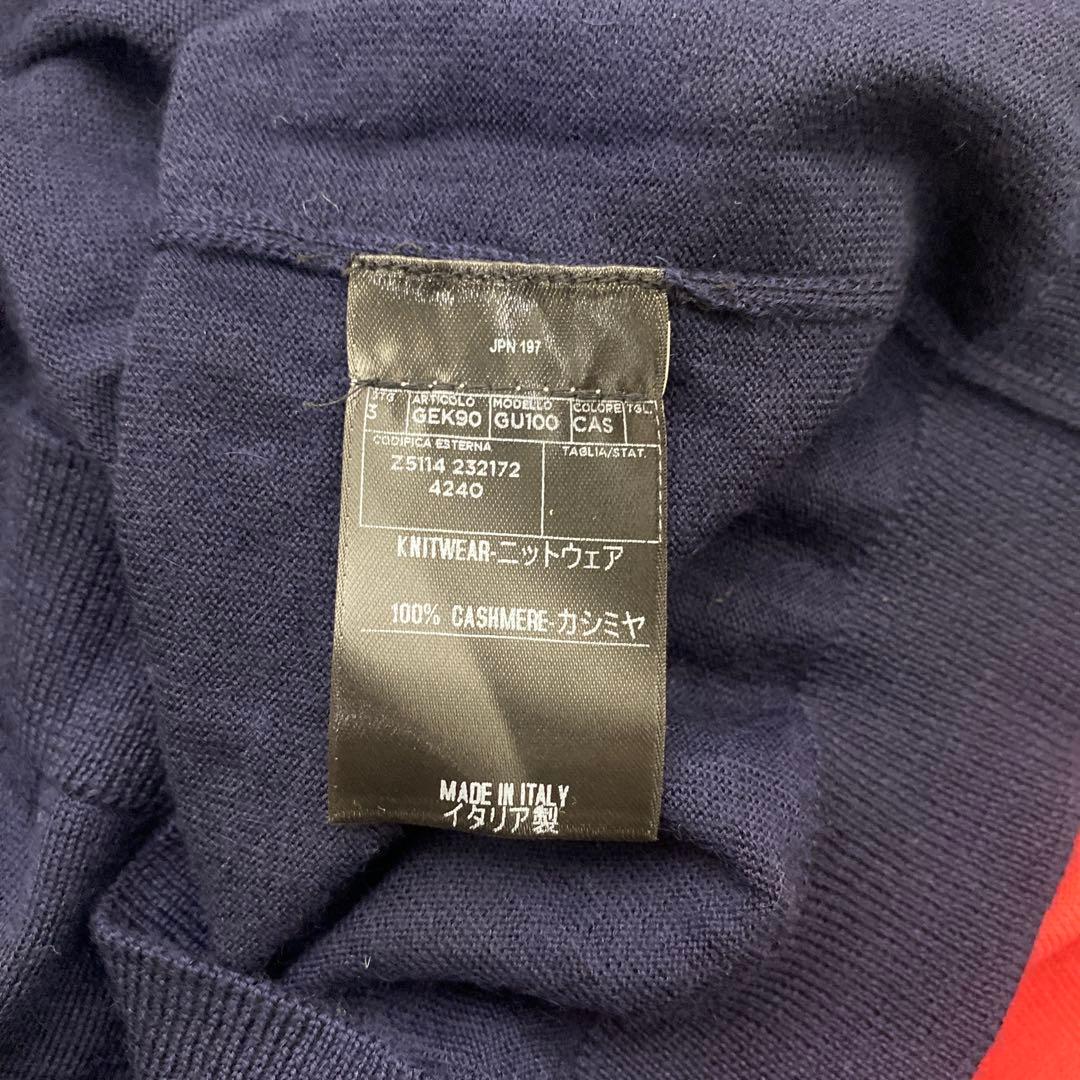 JPN 197
STG ARTICOLO MODELLO COLORE TGL.
3 GEK90 GU100 CAS
CODIFICA ESTERNA TAGLIA/STAT.
Z5114 232172
4240
KNITWEAR-ニットウェア
100% CASHMERE-カシミヤ
MADE IN ITALY
イタリア製